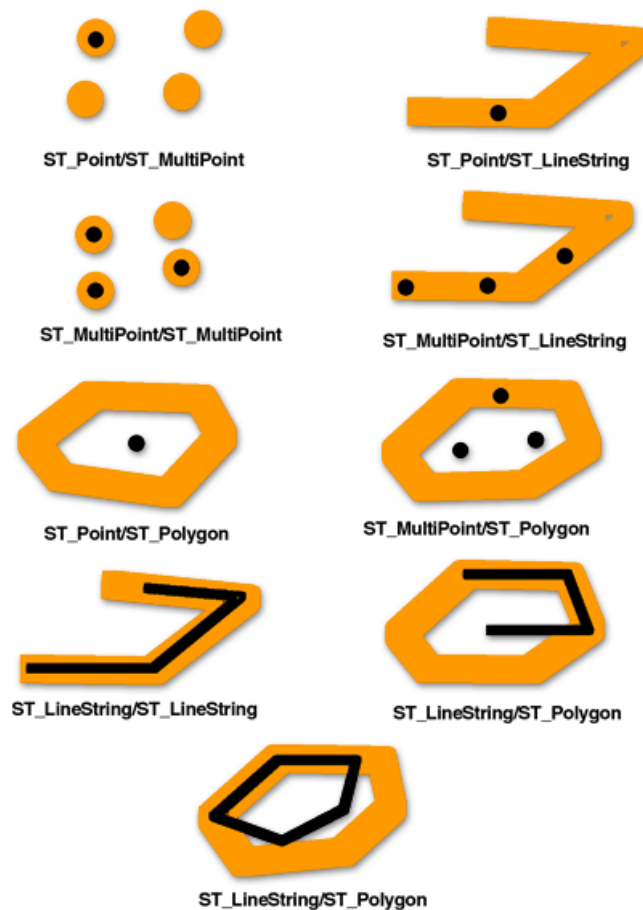 ST_Point/ST_MultiPoint
ST_Point/ST_LineString
ST_MultiPoint/ST_MultiPoint
ST_MultiPoint/ST_LineString
ST_Point/ST_Polygon
ST_MultiPoint/ST_Polygon
ST_LineString/ST_LineString
ST_LineString/ST_Polygon
ST_LineString/ST_Polygon